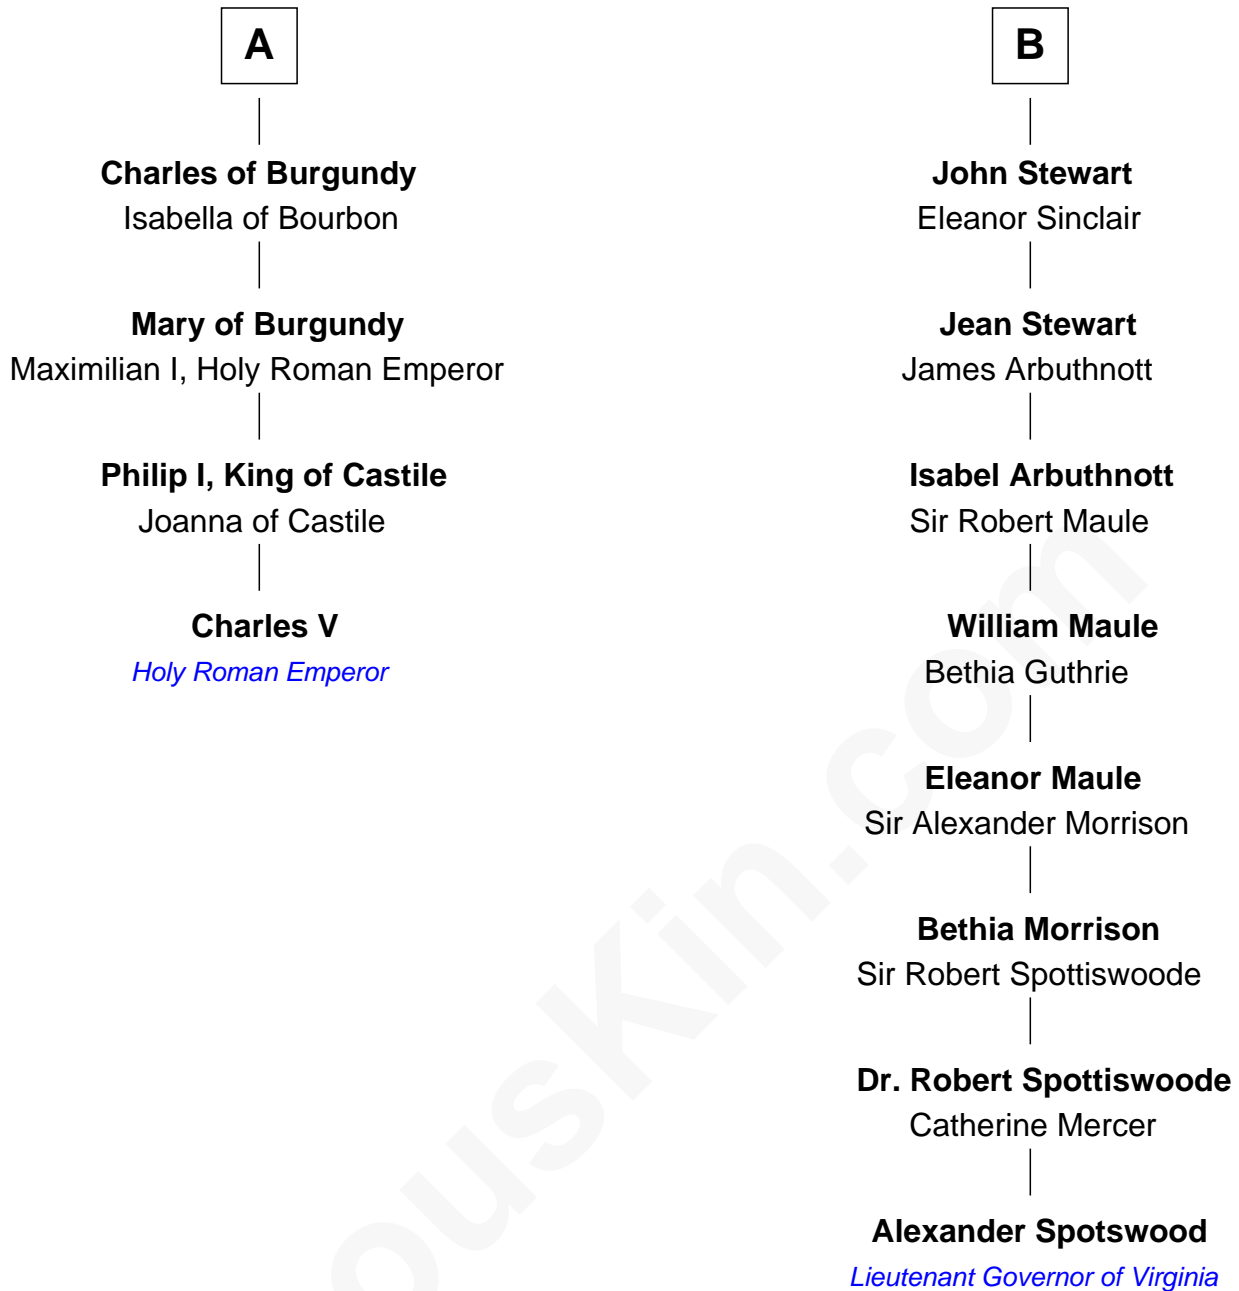 A
Charles of Burgundy
Isabella of Bourbon
Mary of Burgundy
Maximilian I, Holy Roman Emperor
Philip I, King of Castile
Joanna of Castile
Charles V
Holy Roman Emperor
B
John Stewart
Eleanor Sinclair
Jean Stewart
James Arbuthnott
Isabel Arbuthnott
Sir Robert Maule
William Maule
Bethia Guthrie
Eleanor Maule
Sir Alexander Morrison
Bethia Morrison
Sir Robert Spottiswoode
Dr. Robert Spottiswoode
Catherine Mercer
Alexander Spotswood
Lieutenant Governor of Virginia
ouskin.com